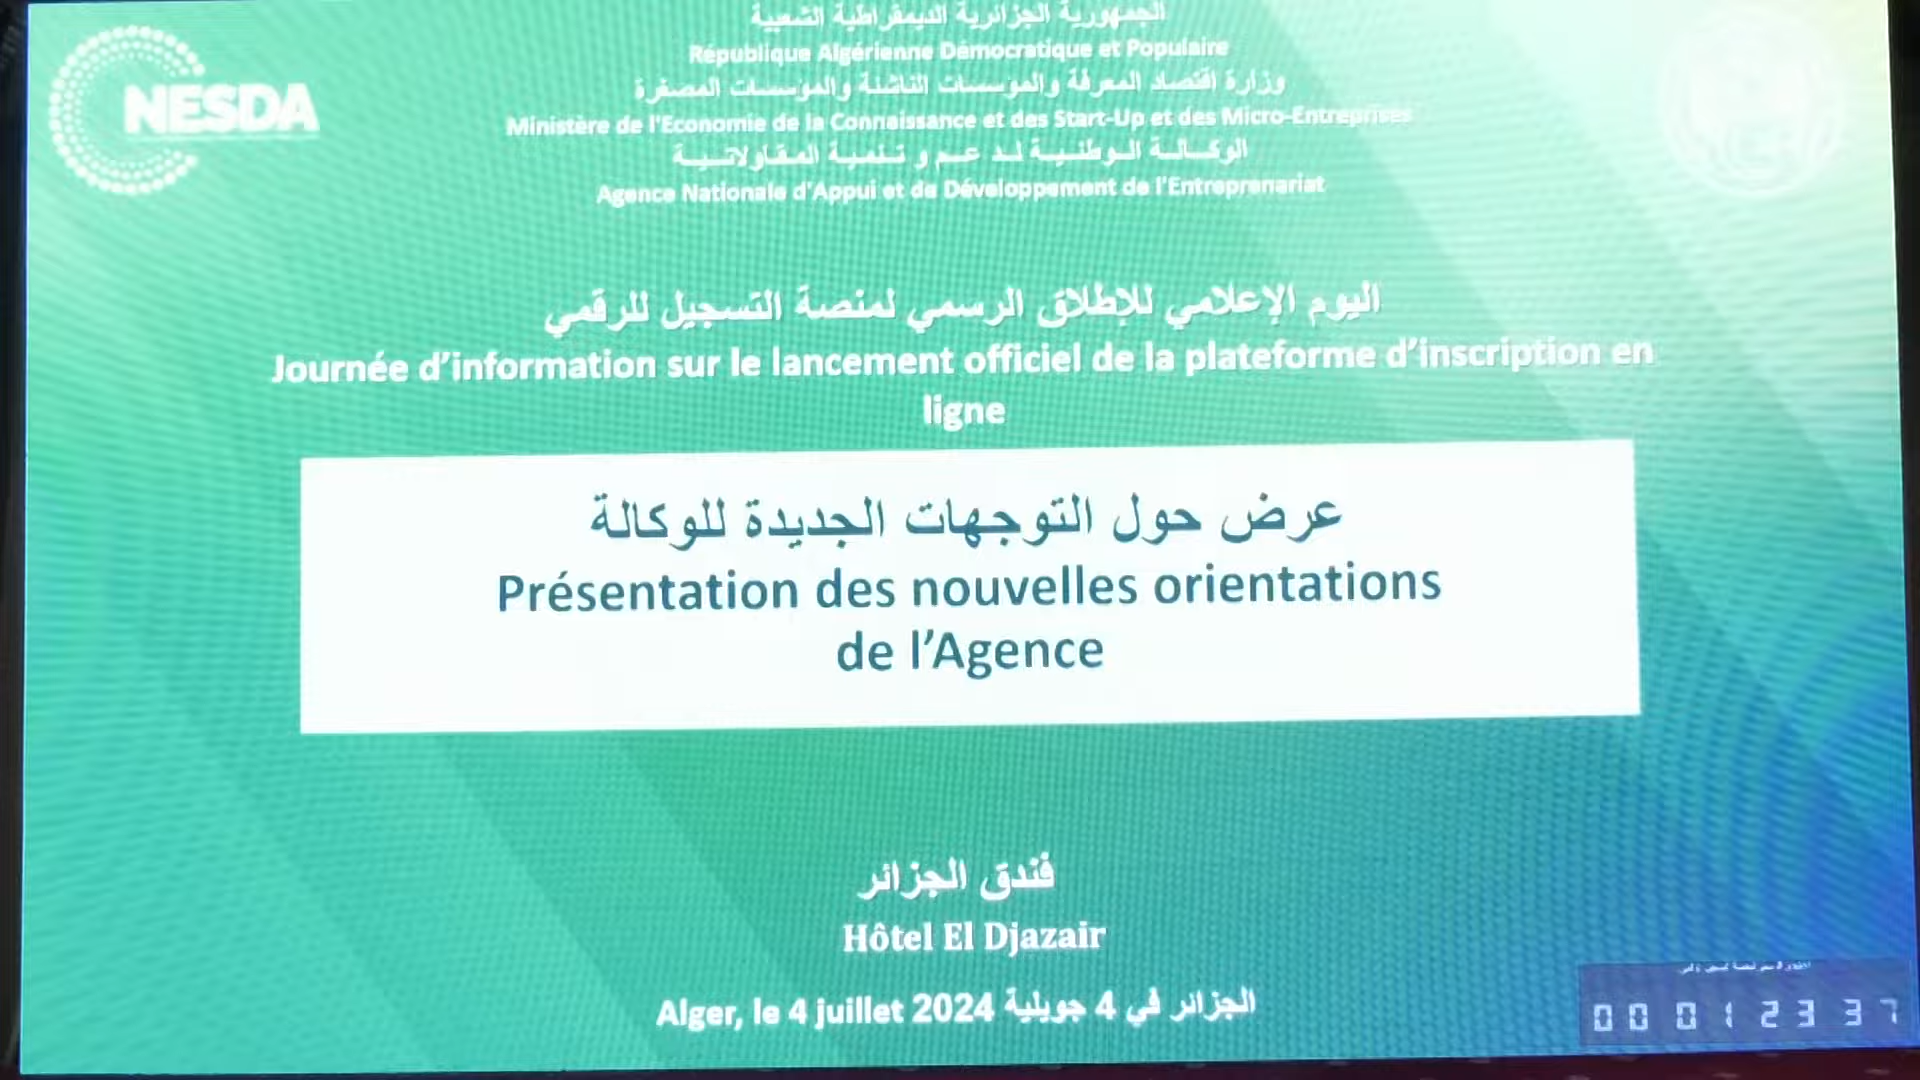 الجمهورية الجزائرية الديمقراطية الشعبية
République Algérienne Démocratique et Populaire
وزارة اقتصاد المعرفة والمؤسسات الناشئة والمؤسسات المصغرة
Ministère de l'Economie de la Connaissance et des Start-Up et des Micro-Entreprises
الوكالة الوطنية لدعم و تنمية المقاولاتية
Agence Nationale d'Appui et de Développement de l'Entreprenariat
NESDA
اليوم الإعلامي للإطلاق الرسمي لمنصة التسجيل للرقمي
Journée d'information sur le lancement officiel de la plateforme d'inscription en
ligne
عرض حول التوجهات الجديدة للوكالة
Présentation des nouvelles orientations
de l'Agence
فندق الجزائر
Hôtel El Djazair
Alger, le 4 juillet 2024 الجزائر في 4 جويلية
00 01 23 37